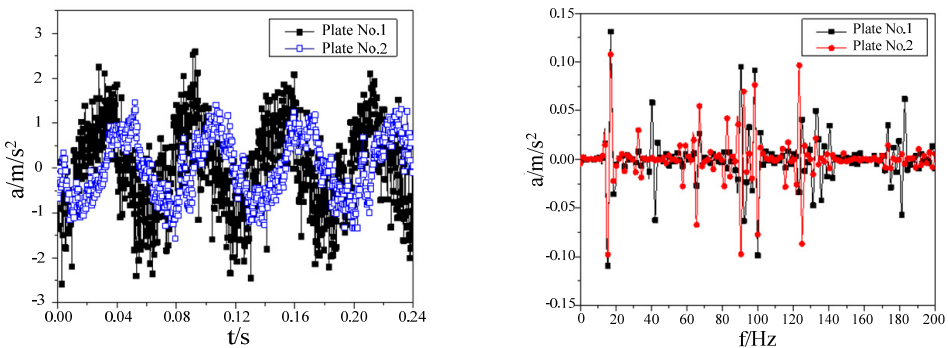 Plate No.1
Plate No.2
3
2
1
0
-1
-2
-3
a/m/s²
0.00 0.04 0.08 0.12 0.16 0.20 0.24
t/s
Plate No.1
Plate No.2
0.15
0.10
0.05
0.00
-0.05
-0.10
-0.15
a/m/s²
0 20 40 60 80 100 120 140 160 180 200
f/Hz